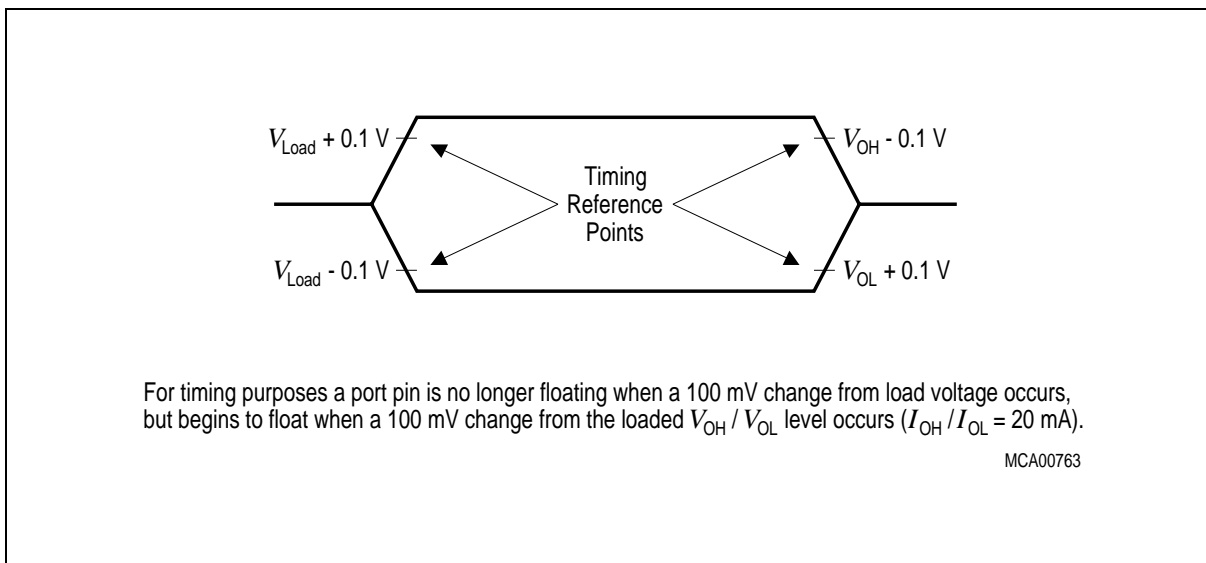 V_Load + 0.1 V
V_OH - 0.1 V
Timing
Reference
Points
V_Load - 0.1 V
V_OL + 0.1 V
For timing purposes a port pin is no longer floating when a 100 mV change from load voltage occurs,
but begins to float when a 100 mV change from the loaded V_OH / V_OL level occurs (I_OH / I_OL = 20 mA).
MCA00763